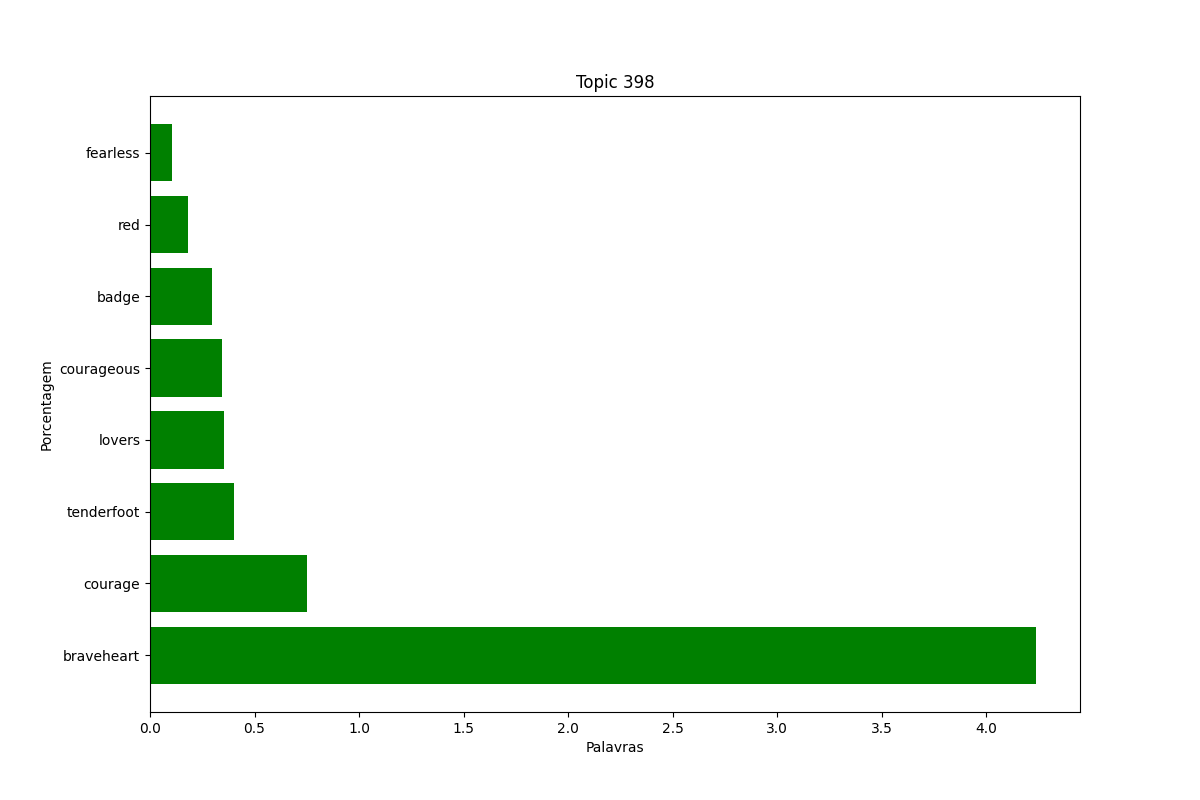 Topic 398
fearless
red
badge
courageous
lovers
tenderfoot
courage
braveheart
Porcentagem
0.0 0.5 1.0 1.5 2.0 2.5 3.0 3.5 4.0
Palavras